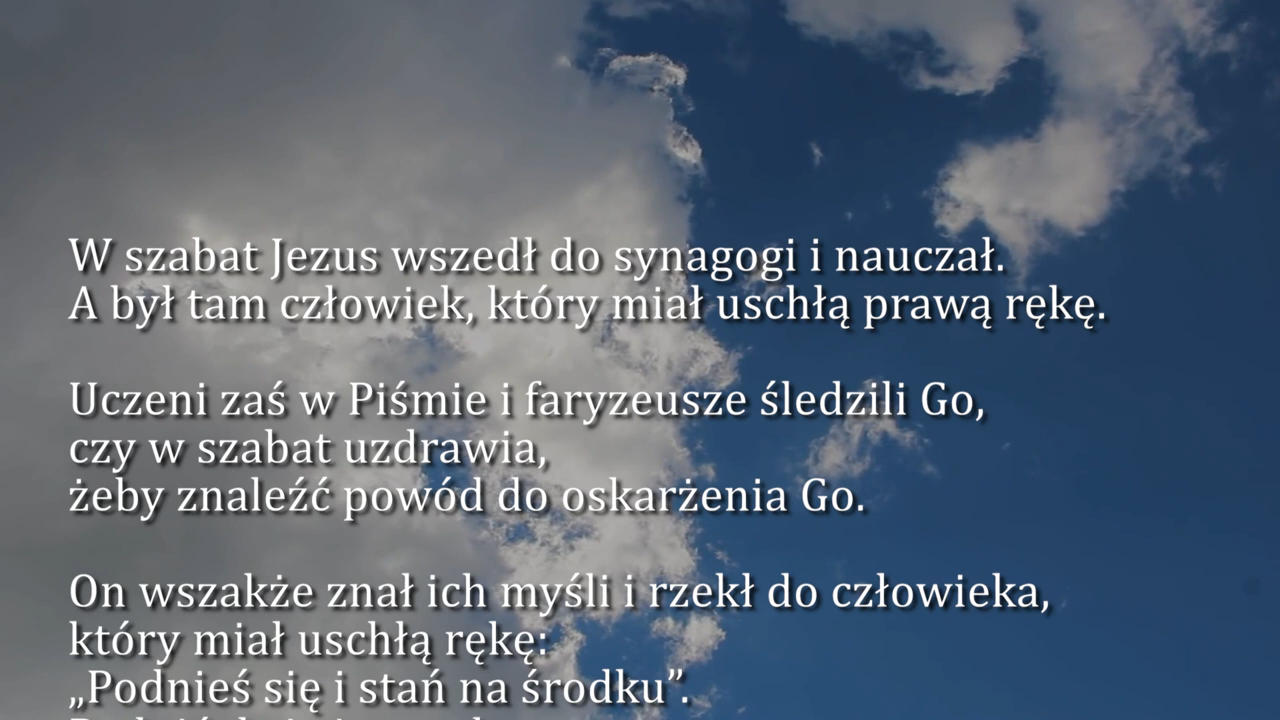 W szabat Jezus wszedł do synagogi i nauczał.
A był tam człowiek, który miał uschłą prawą rękę.
Uczeni zaś w Piśmie i faryzeusze śledzili Go,
czy w szabat uzdrawia,
żeby znaleźć powód do oskarżenia Go.
On wszakże znał ich myśli i rzekł do człowieka,
który miał uschłą rękę:
„Podnieś się i stań na środku”.